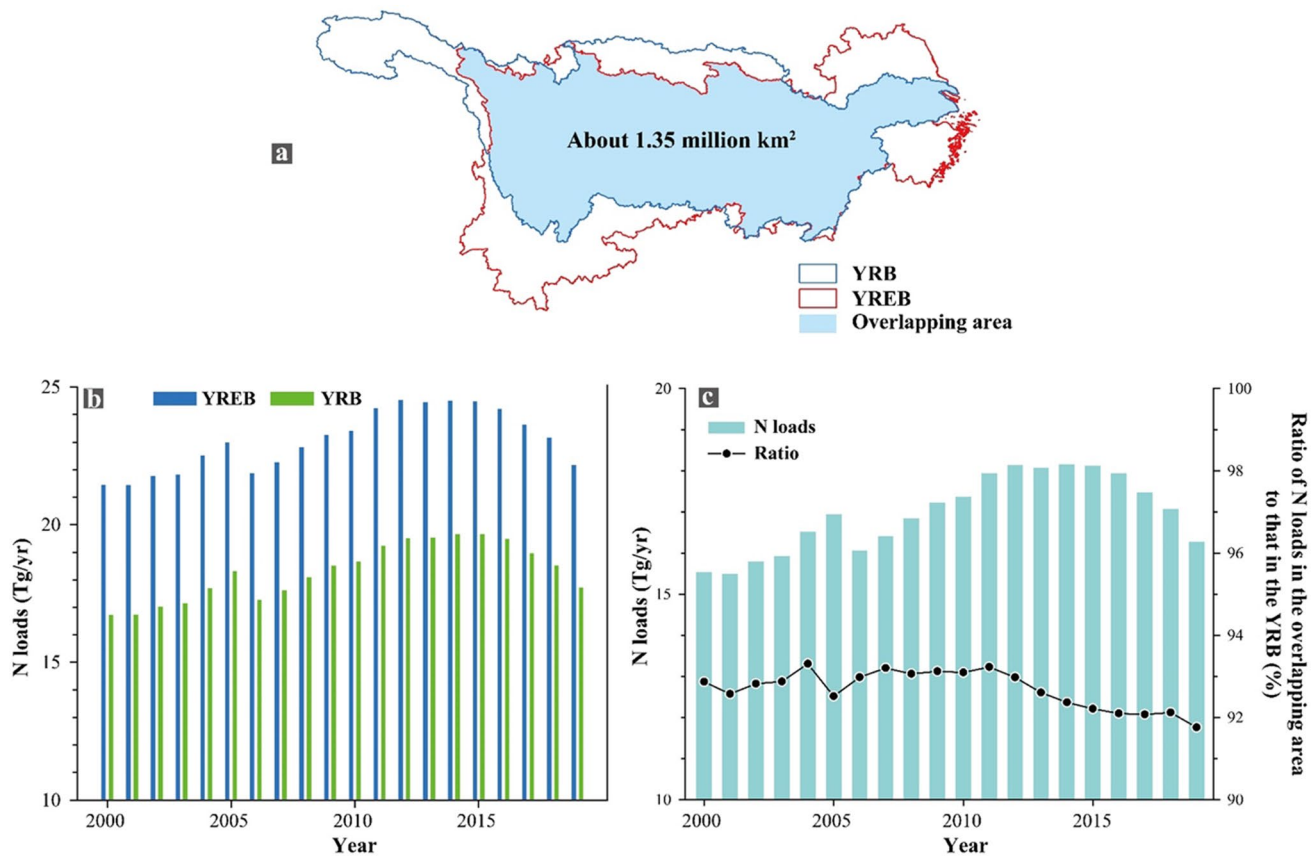 a
About 1.35 million km²
YRB
YREB
Overlapping area
b
YREB
YRB
N loads (Tg/yr)
25
20
15
10
2000
2005
2010
2015
Year
c
N loads
Ratio
N loads (Tg/yr)
20
15
10
2000
2005
2010
2015
Year
100
98
96
94
92
90
Ratio of N loads in the overlapping area
to that in the YRB (%)